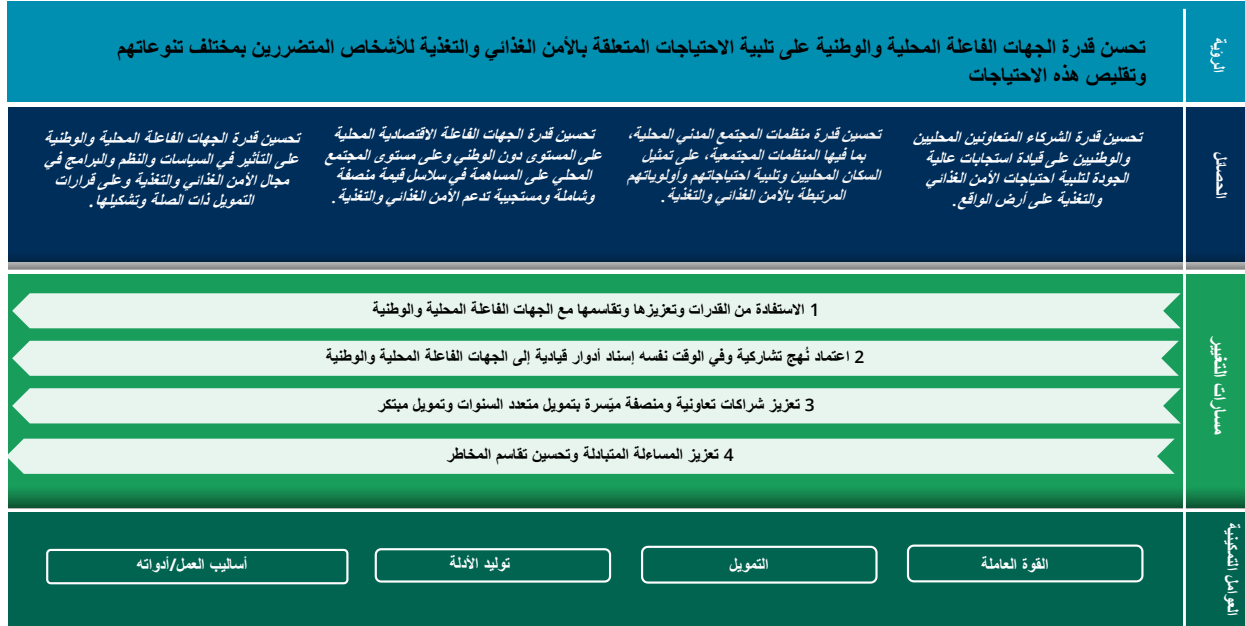 الرؤية
تحسن قدرة الجهات الفاعلة المحلية والوطنية على تلبية الاحتياجات المتعلقة بالأمن الغذائي والتغذية للأشخاص المتضررين بمختلف تنوعاتهم
وتقليص هذه الاحتياجات
الحصائل
تحسين قدرة الشركاء المتعاونين المحليين
والوطنيين على قيادة استجابات عالية
الجودة لتلبية احتياجات الأمن الغذائي
والتغذية على أرض الواقع.
تحسين قدرة منظمات المجتمع المدني المحلية،
بما فيها المنظمات المجتمعية، على تمثيل
السكان المحليين وتلبية احتياجاتهم وأولوياتهم
المرتبطة بالأمن الغذائي والتغذية.
تحسين قدرة الجهات الفاعلة الاقتصادية المحلية
على المستوى دون الوطني وعلى مستوى المجتمع
المحلي على المساهمة في سلاسل قيمة منصفة
وشاملة ومستجيبة تدعم الأمن الغذائي والتغذية.
تحسين قدرة الجهات الفاعلة المحلية والوطنية
على التأثير في السياسات والنظم والبرامج في
مجال الأمن الغذائي والتغذية وعلى قرارات
التمويل ذات الصلة وتشكيلها.
مسارات التغيير
1 الاستفادة من القدرات وتعزيزها وتقاسمها مع الجهات الفاعلة المحلية والوطنية
2 اعتماد نُهج تشاركية وفي الوقت نفسه إسناد أدوار قيادية إلى الجهات الفاعلة المحلية والوطنية
3 تعزيز شراكات تعاونية ومنصفة ميّسرة بتمويل متعدد السنوات وتمويل مبتكر
4 تعزيز المساءلة المتبادلة وتحسين تقاسم المخاطر
العوامل التمكينية
القوة العاملة
التمويل
توليد الأدلة
أساليب العمل/أدواته